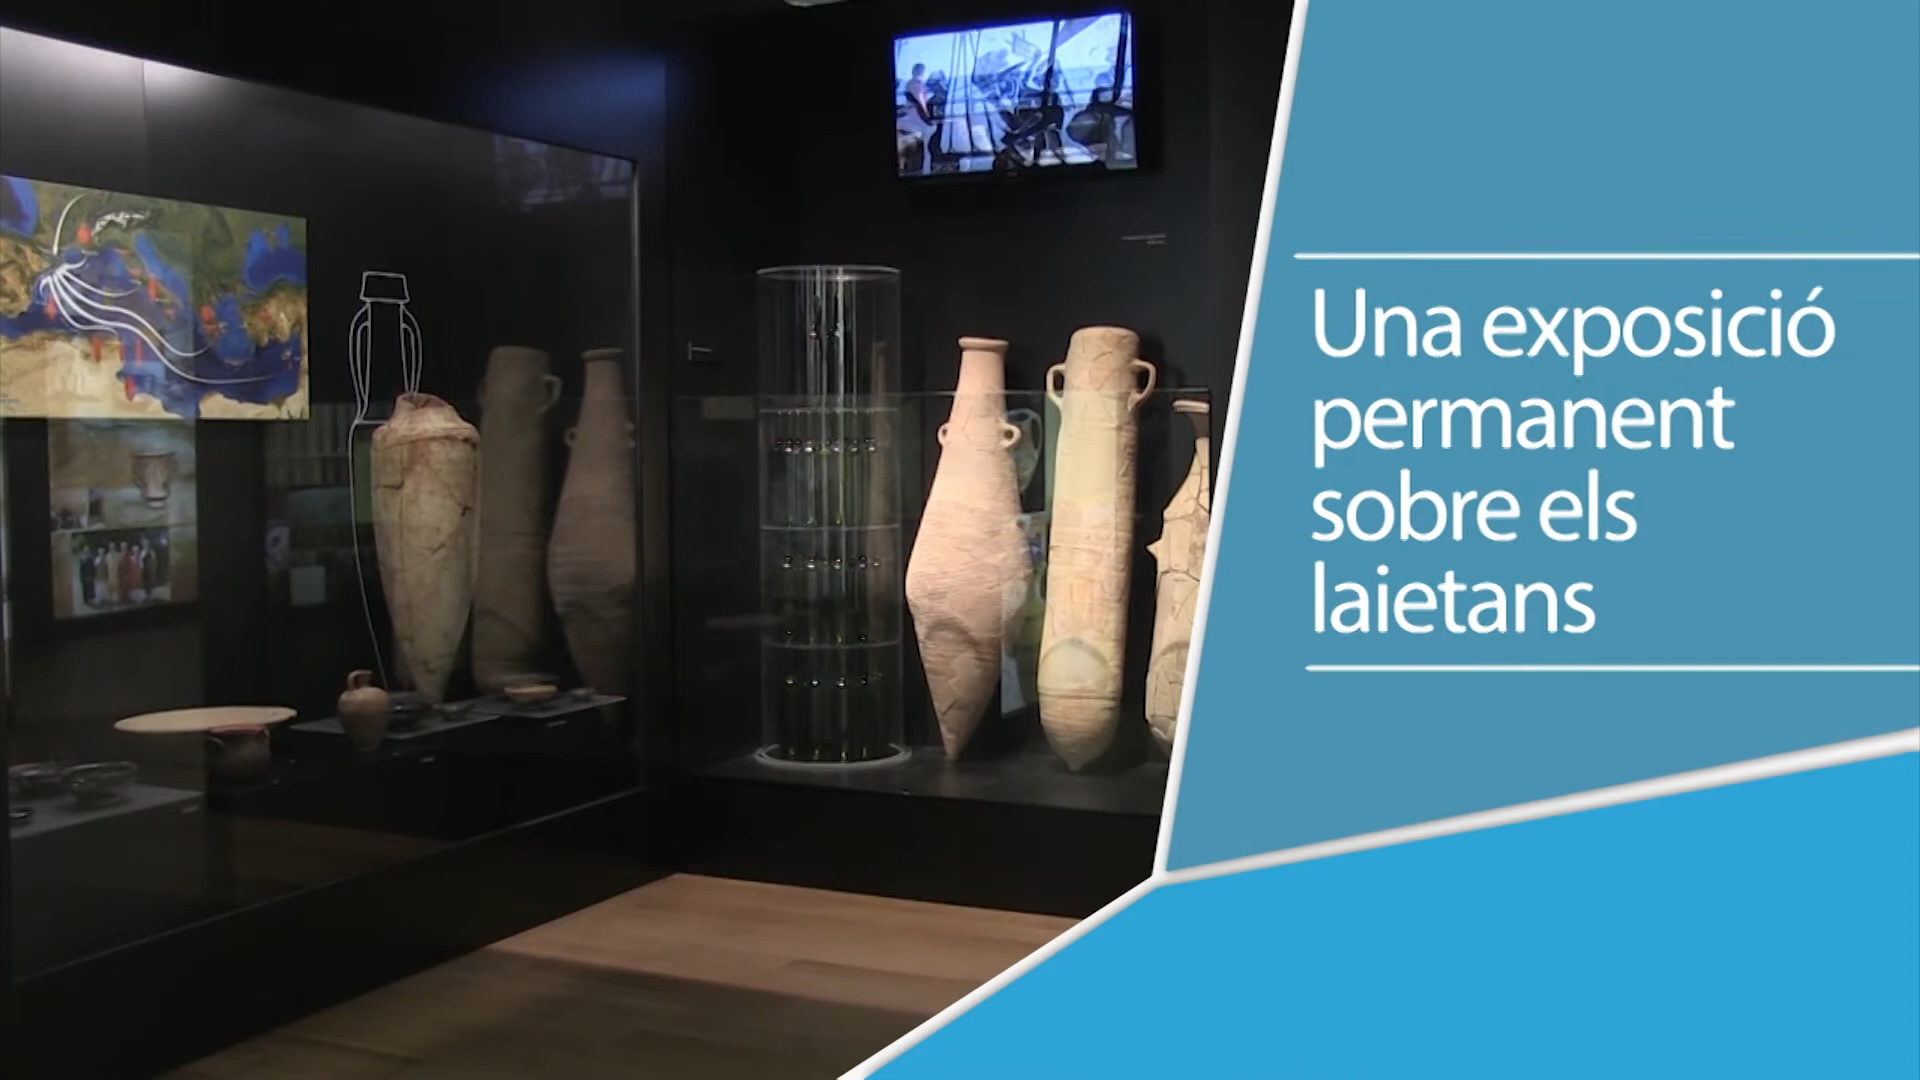 Una exposició
permanent
sobre els
laietans